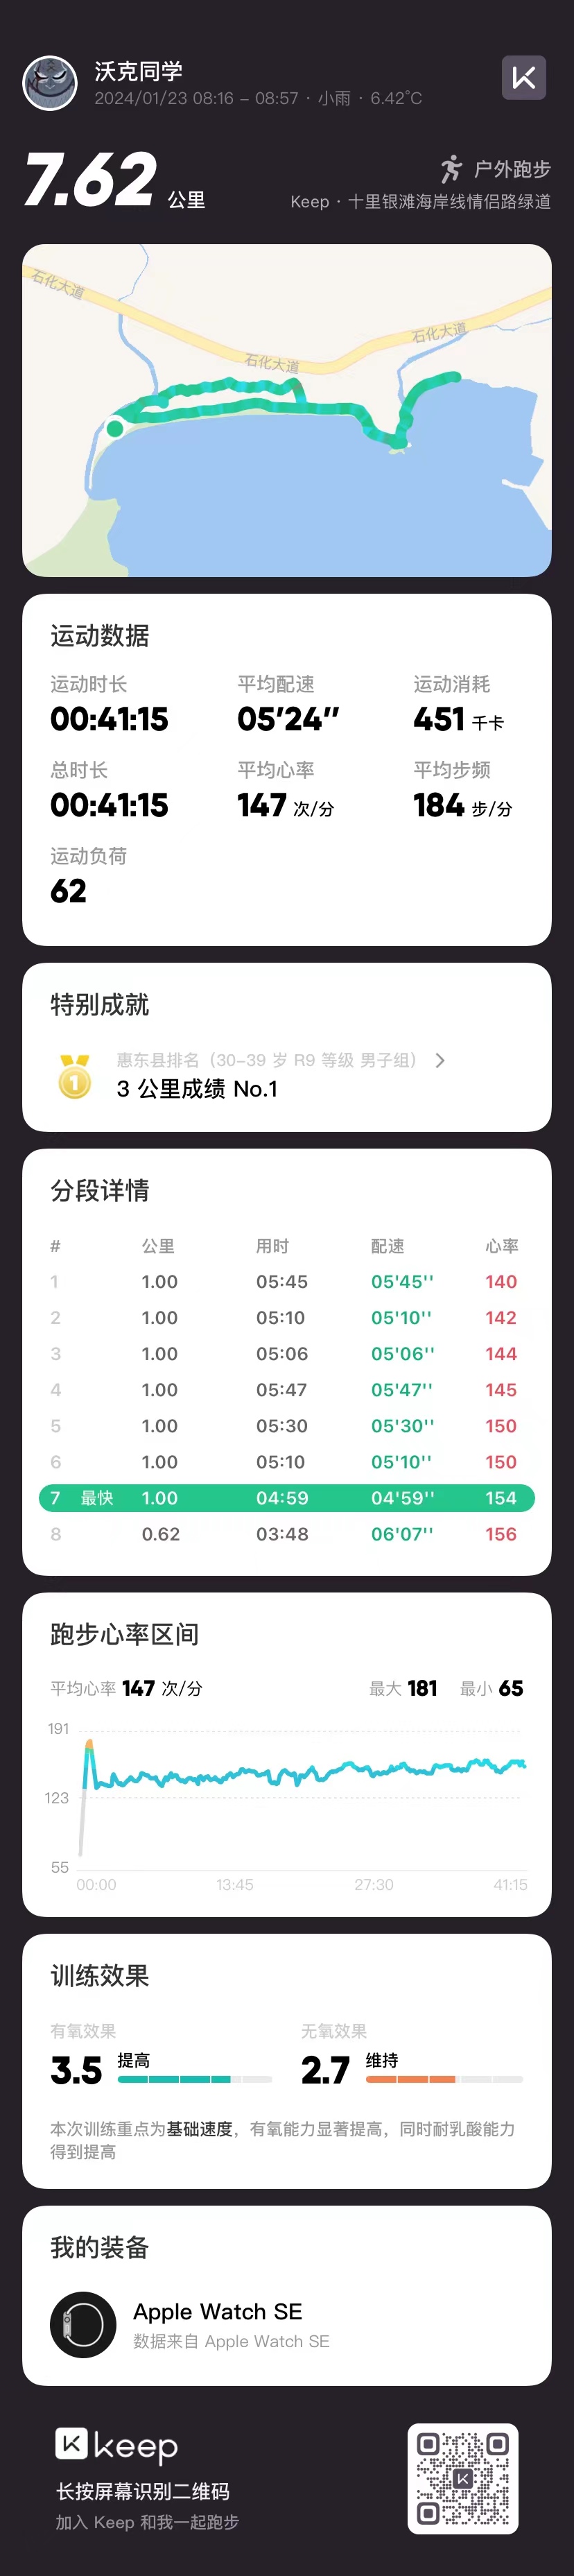 沃克同学
2024/01/23 08:16 – 08:57 · 小雨 · 6.42°C
7.62 公里
户外跑步
Keep · 十里银滩海岸线情侣路绿道
石化大道
石化大道
石化大道
运动数据
运动时长 平均配速 运动消耗
00:41:15 05'24'' 451 千卡
总时长 平均心率 平均步频
00:41:15 147 次/分 184 步/分
运动负荷
62
特别成就
惠东县排名（30-39 岁 R9 等级 男子组）
1
3 公里成绩 No.1
分段详情
# 公里 用时 配速 心率
1 1.00 05:45 05'45'' 140
2 1.00 05:10 05'10'' 142
3 1.00 05:06 05'06'' 144
4 1.00 05:47 05'47'' 145
5 1.00 05:30 05'30'' 150
6 1.00 05:10 05'10'' 150
7 最快 1.00 04:59 04'59'' 154
8 0.62 03:48 06'07'' 156
跑步心率区间
平均心率 147 次/分 最大 181 最小 65
191
123
55
00:00 13:45 27:30 41:15
训练效果
有氧效果 无氧效果
3.5 提高 2.7 维持
本次训练重点为基础速度，有氧能力显著提高，同时耐乳酸能力
得到提高
我的装备
Apple Watch SE
数据来自 Apple Watch SE
keep
长按屏幕识别二维码
加入 Keep 和我一起跑步